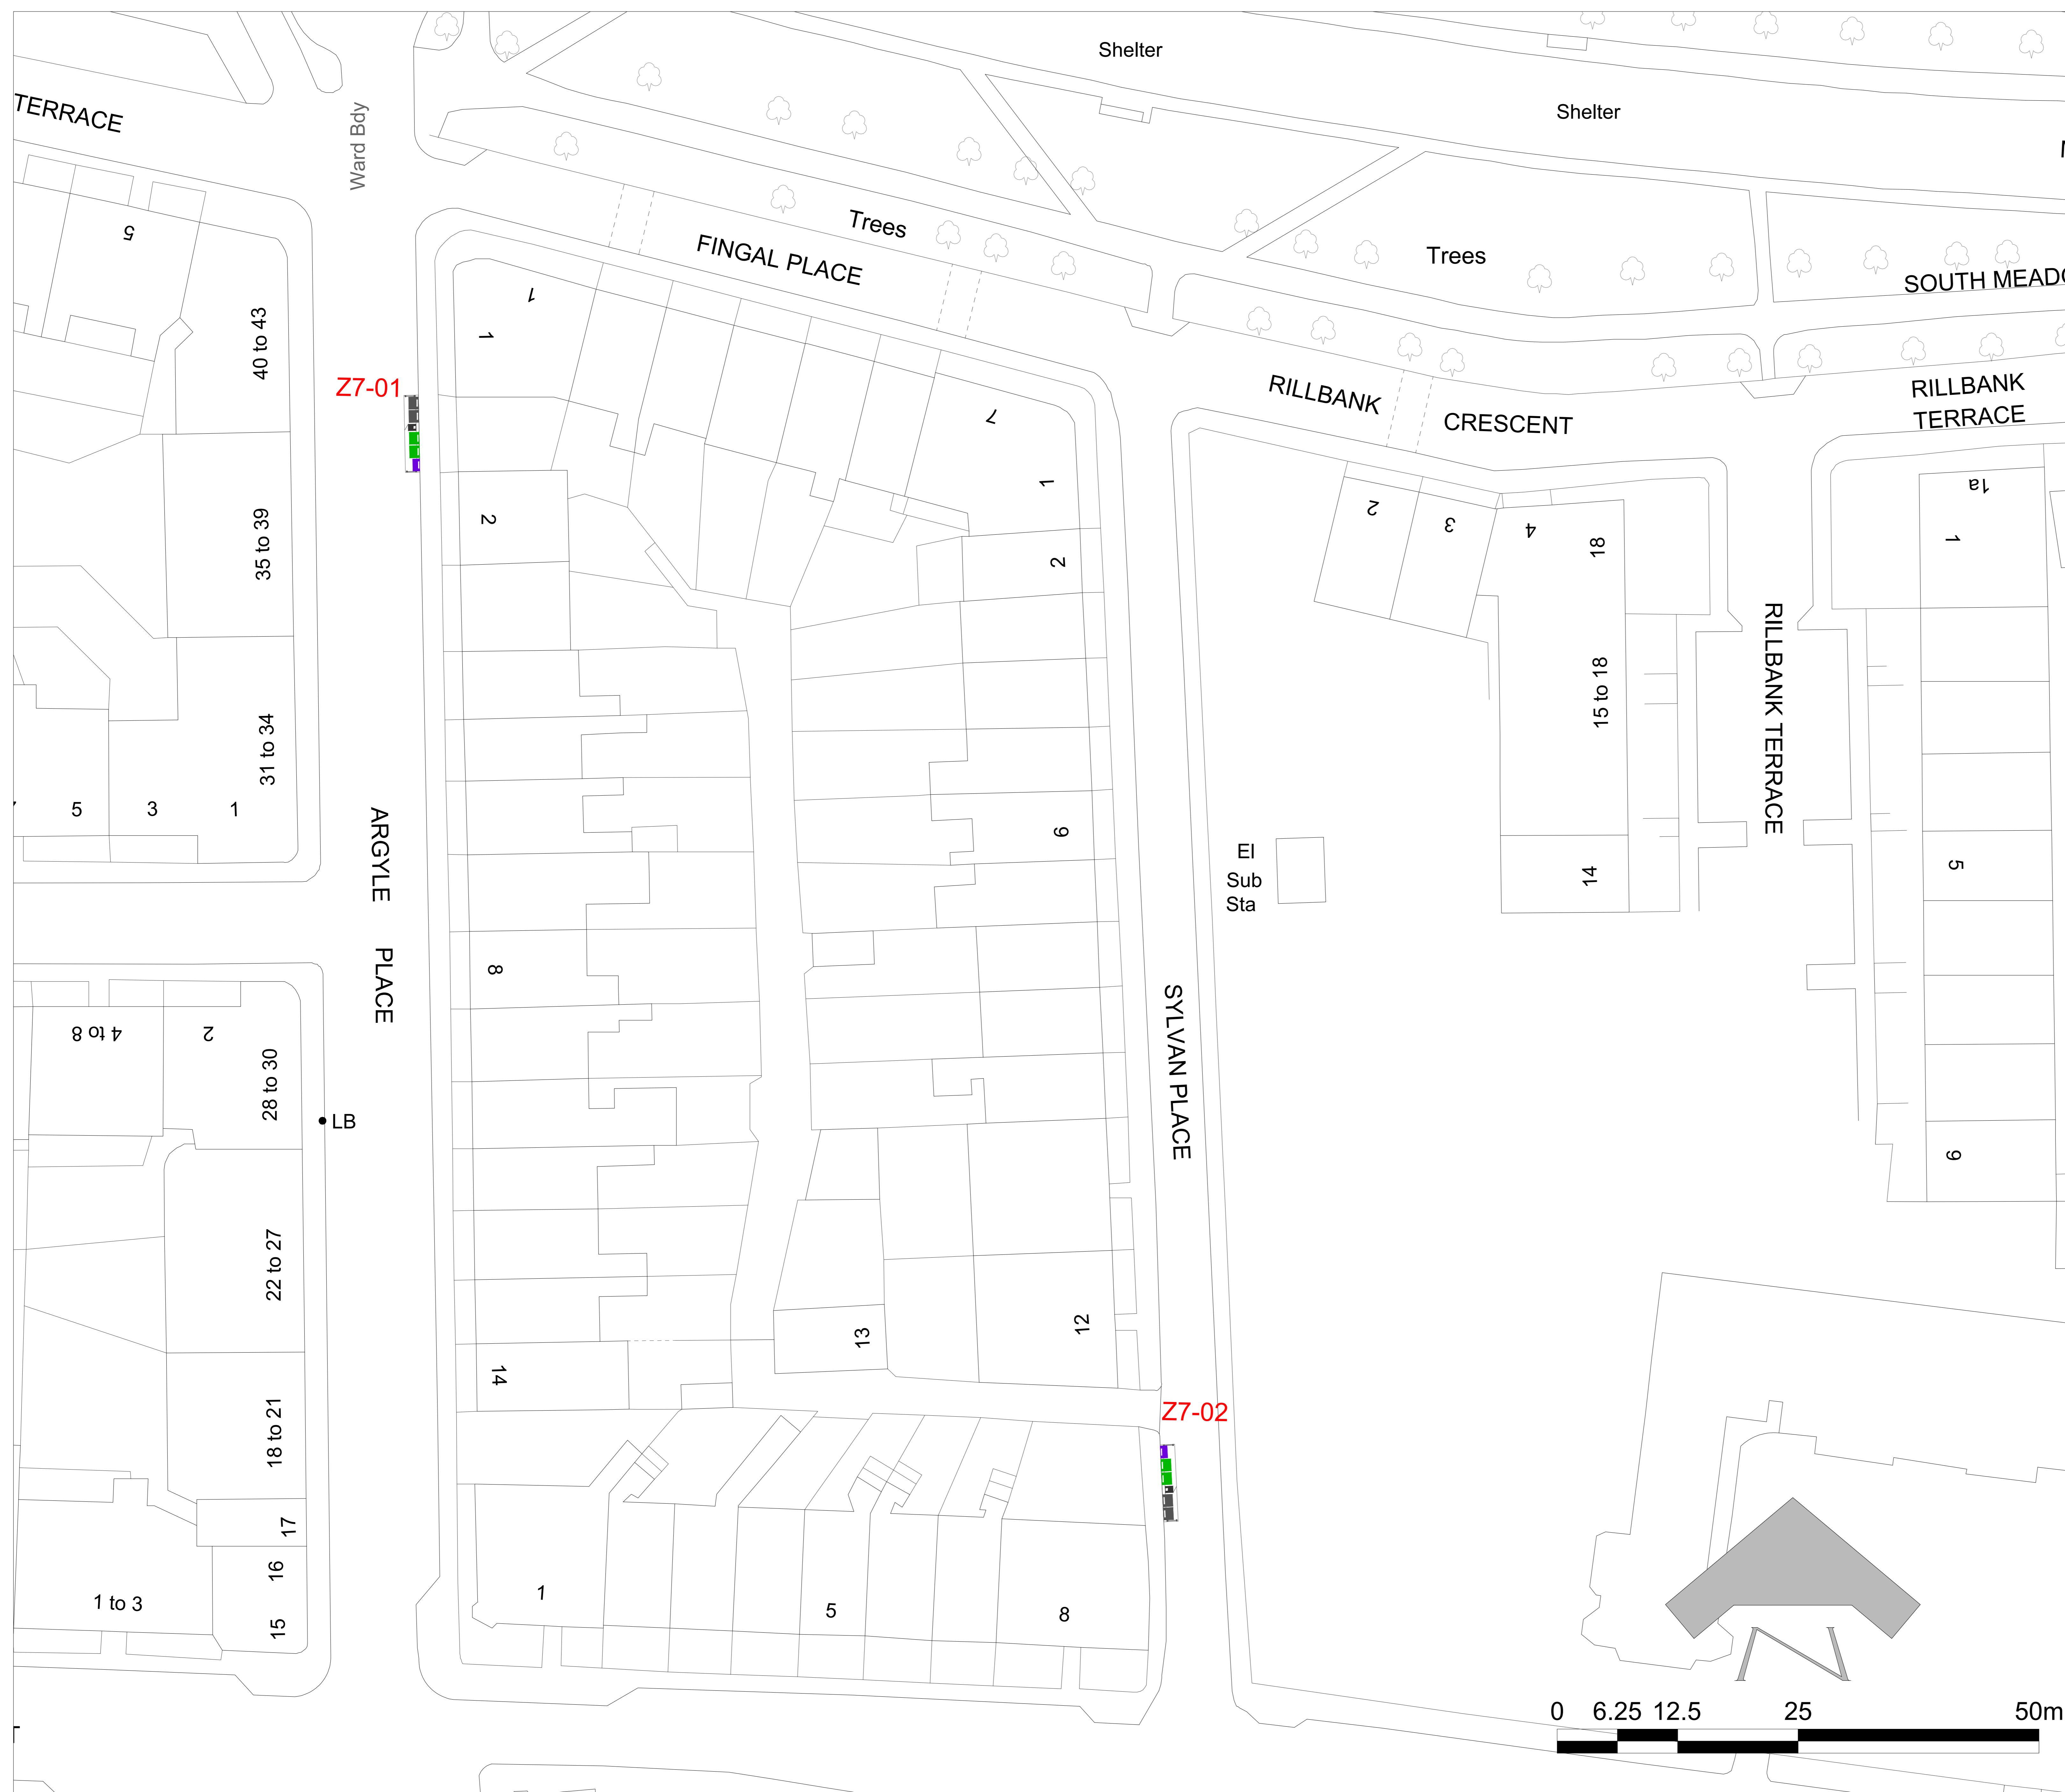 Shelter
Shelter
TERRACE
Ward Bdy
Trees
Trees
FINGAL PLACE
5
SOUTH MEADO
1
1
40 to 43
Z7-01
7
1
RILLBANK
CRESCENT
RILLBANK
TERRACE
2
2
2
3
4
18
1a
1
35 to 39
31 to 34
5
3
1
15 to 18
RILLBANK TERRACE
ARGYLE
PLACE
6
El
Sub
Sta
14
5
8
4 to 8
2
28 to 30
LB
SYLVAN PLACE
9
22 to 27
14
13
12
18 to 21
Z7-02
17
16
15
1 to 3
1
5
8
N
0 6.25 12.5 25 50m